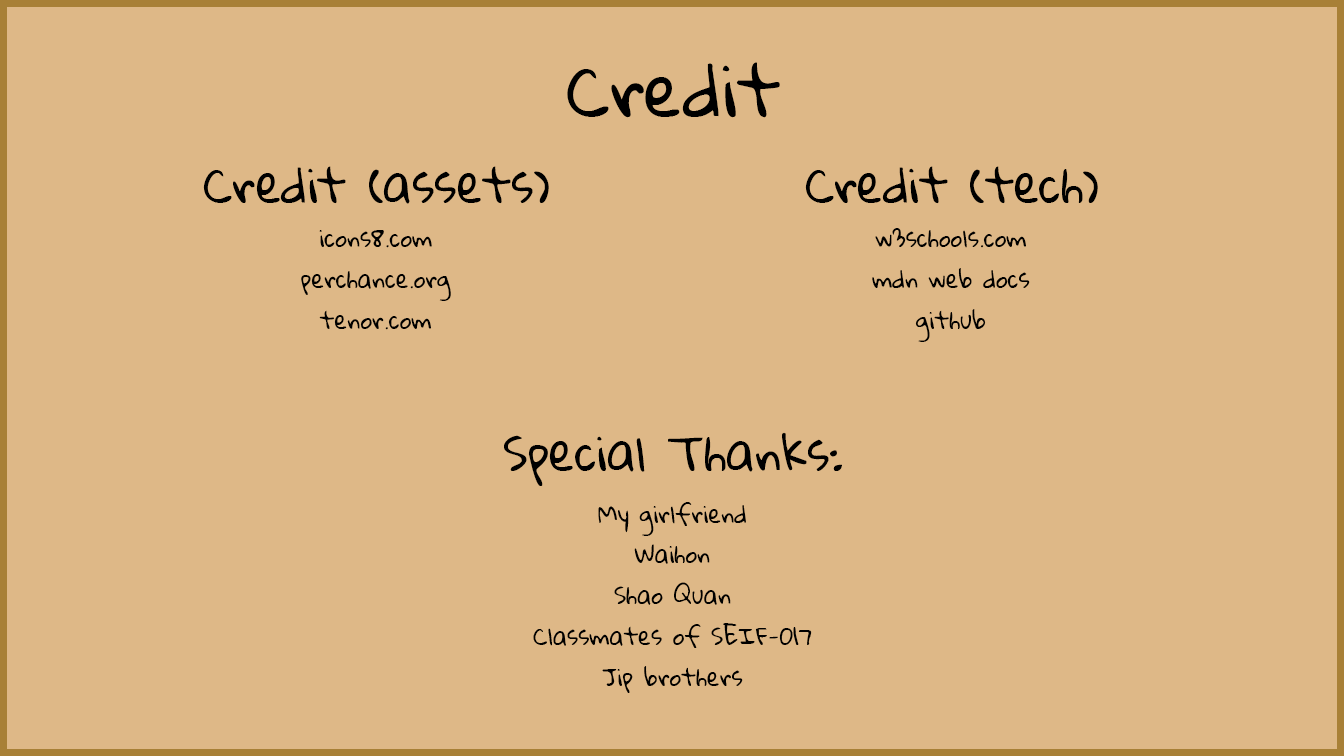 Credit
Credit (assets)
icons8.com
perchance.org
tenor.com
Credit (tech)
w3schools.com
mdn web docs
github
Special Thanks:
My girlfriend
Waihon
Shao Quan
Classmates of SEIF-017
Jip brothers